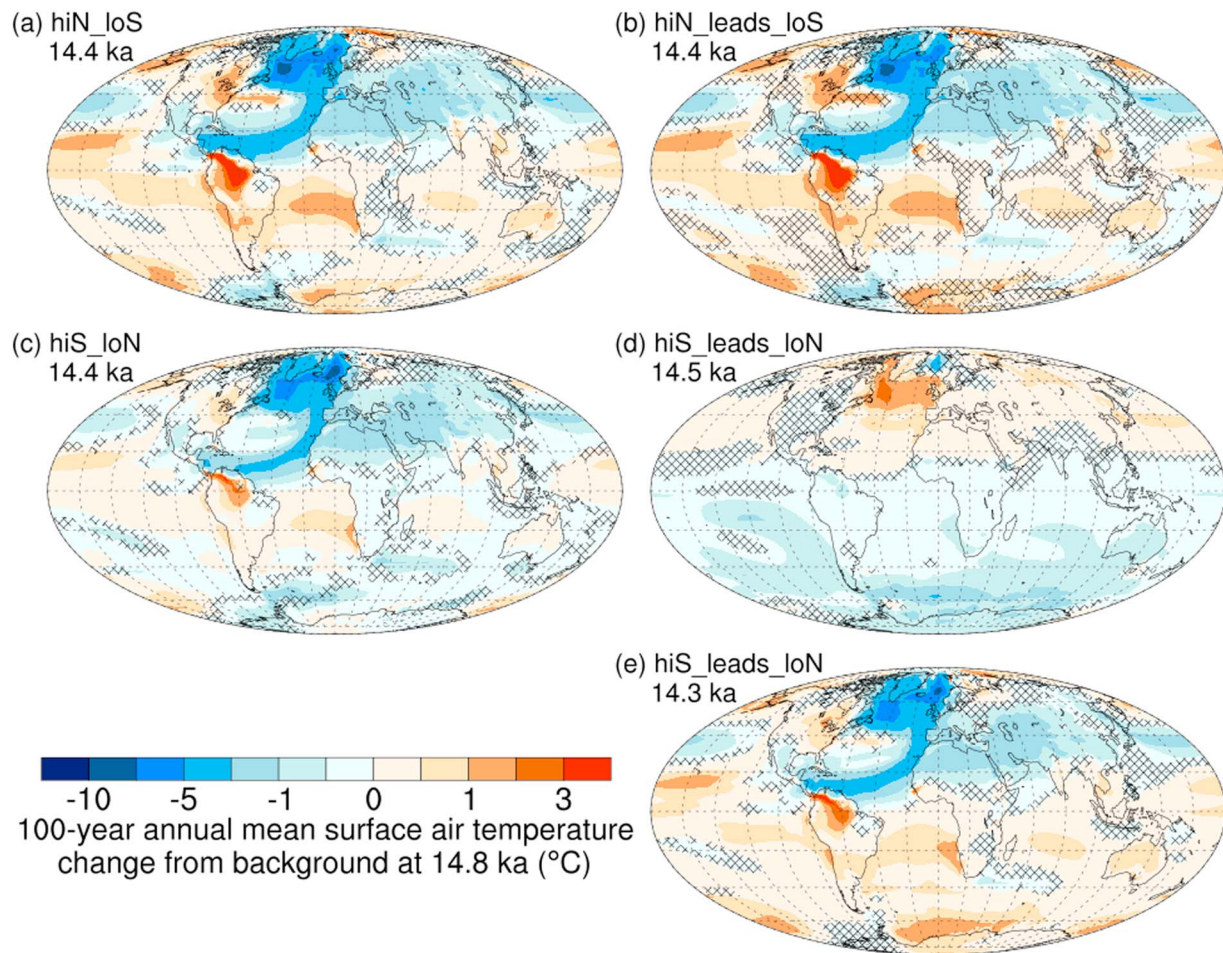 (a) hiN_loS
14.4 ka
(b) hiN_leads_loS
14.4 ka
(c) hiS_loN
14.4 ka
(d) hiS_leads_loN
14.5 ka
(e) hiS_leads_loN
14.3 ka
-10 -5 -1 0 1 3
100-year annual mean surface air temperature
change from background at 14.8 ka (°C)